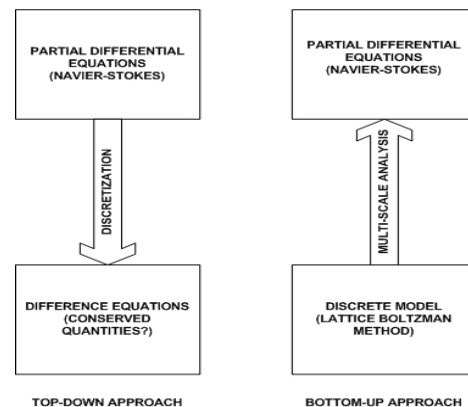 PARTIAL DIFFERENTIAL
EQUATIONS
(NAVIER-STOKES)
DISCRETIZATION
DIFFERENCE EQUATIONS
(CONSERVED
QUANTITIES?)
TOP-DOWN APPROACH
PARTIAL DIFFERENTIAL
EQUATIONS
(NAVIER-STOKES)
MULTI-SCALE ANALYSIS
DISCRETE MODEL
(LATTICE BOLTZMAN
METHOD)
BOTTOM-UP APPROACH